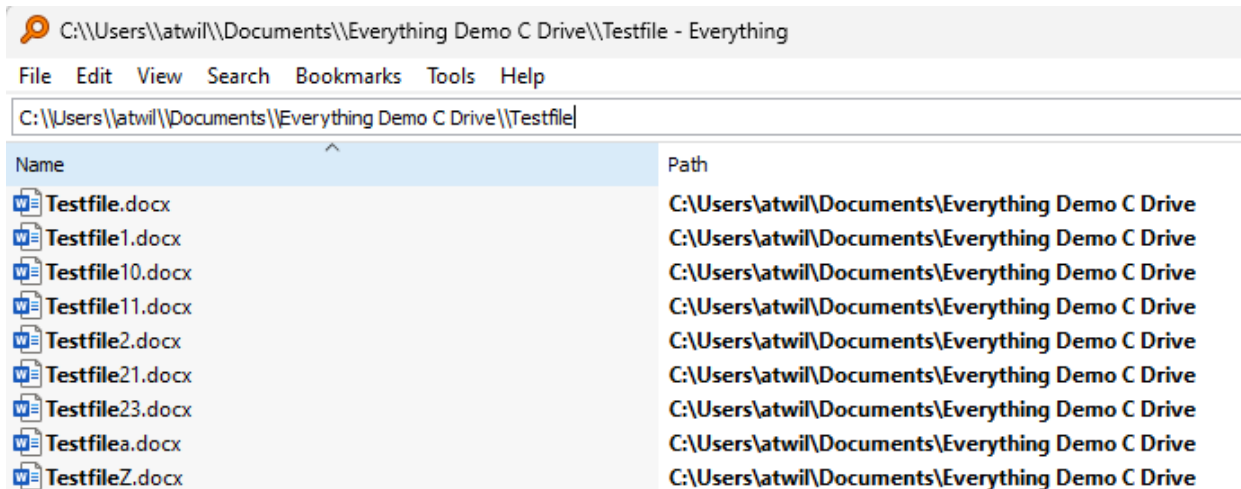 C:\\Users\\atwil\\Documents\\Everything Demo C Drive\\Testfile - Everything
File Edit View Search Bookmarks Tools Help
C:\\Users\\atwil\\Documents\\Everything Demo C Drive\\Testfile
Name Path
Testfile.docx C:\Users\atwil\Documents\Everything Demo C Drive
Testfile1.docx C:\Users\atwil\Documents\Everything Demo C Drive
Testfile10.docx C:\Users\atwil\Documents\Everything Demo C Drive
Testfile11.docx C:\Users\atwil\Documents\Everything Demo C Drive
Testfile2.docx C:\Users\atwil\Documents\Everything Demo C Drive
Testfile21.docx C:\Users\atwil\Documents\Everything Demo C Drive
Testfile23.docx C:\Users\atwil\Documents\Everything Demo C Drive
Testfilea.docx C:\Users\atwil\Documents\Everything Demo C Drive
TestfileZ.docx C:\Users\atwil\Documents\Everything Demo C Drive